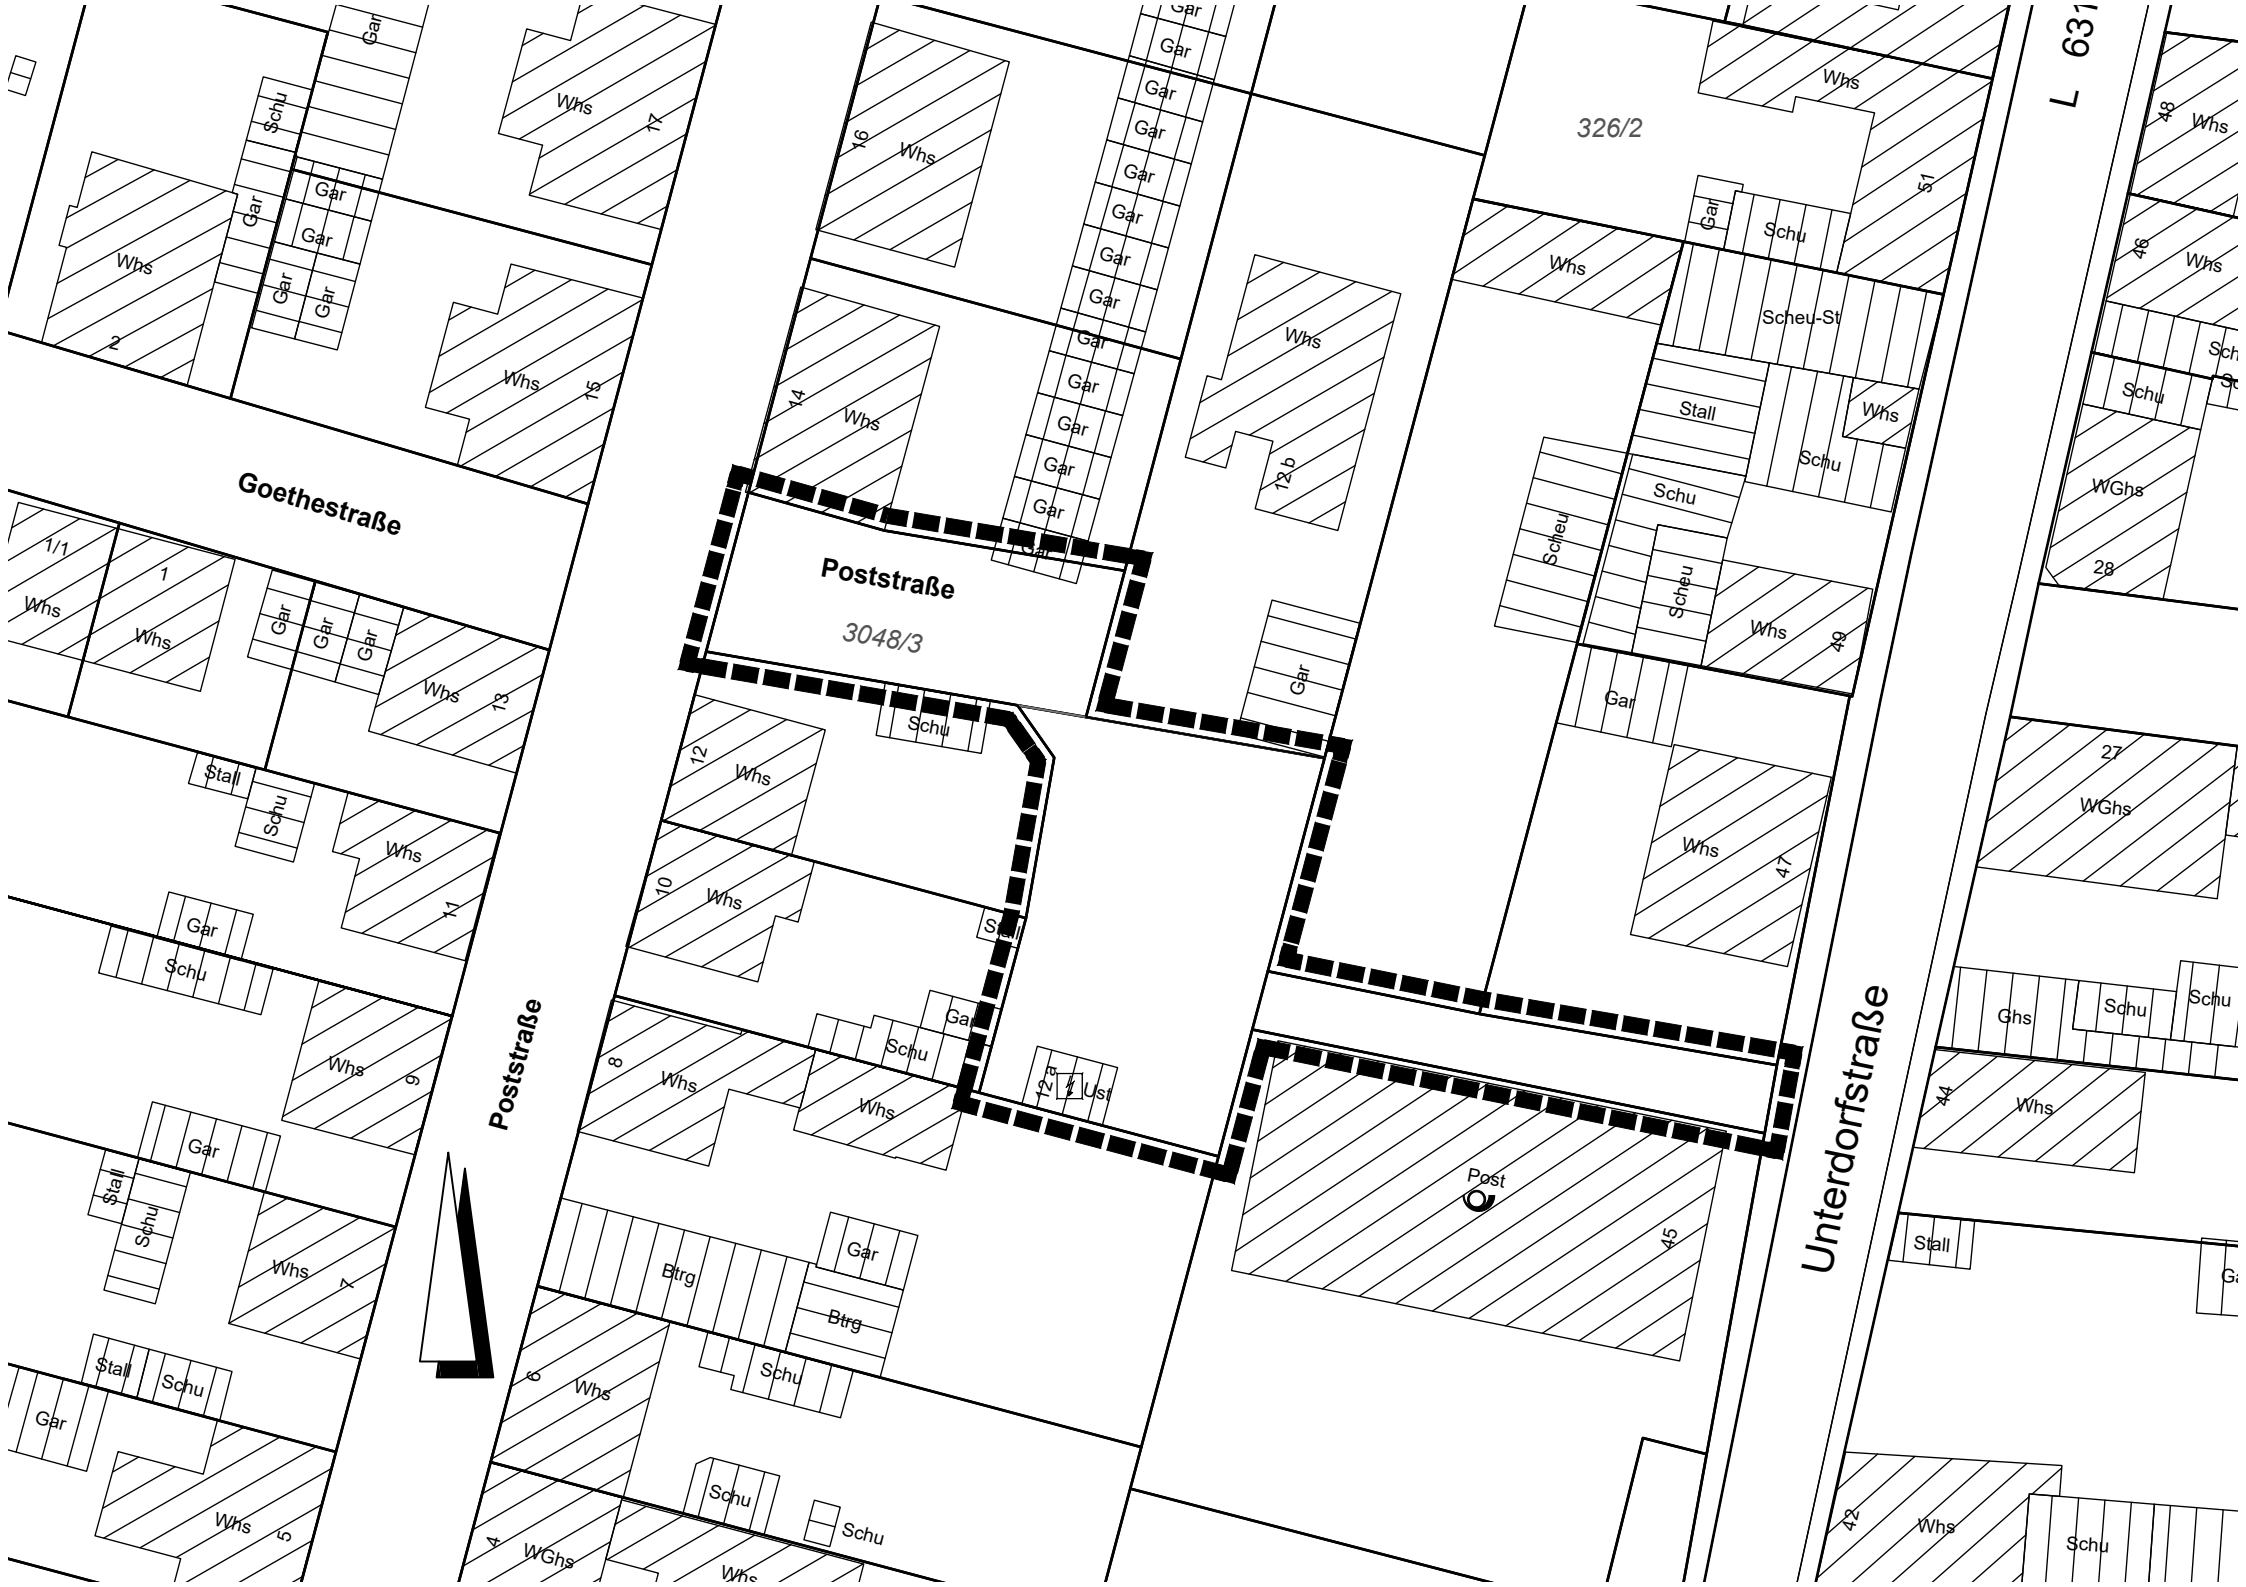 Gar
Gar
Gar
L 631
Whs
17
16
Whs
Gar
Gar
Gar
Gar
Gar
Gar
326/2
Whs
51
48
Whs
Schu
Gar
Gar
Gar
Gar
Gar
Whs
2
Gar
Schu
Whs
46
Whs
Scheu-St
Whs
15
14
Whs
Gar
Gar
Gar
Gar
Gar
Gar
Whs
12 b
Stall
Whs
Schu
Schu
Schu
Scheu
Scheu
Whs
49
WGhs
28
Goethestraße
1/1
Whs
1
Whs
Gar
Gar
Gar
Whs
13
Poststraße
3048/3
Gar
Gar
Schu
12
Whs
Whs
47
27
WGhs
Stall
Schu
Whs
11
10
Whs
Stall
Gar
Schu
Gar
Schu
Whs
9
Poststraße
8
Whs
Whs
12 a
Ust
Unterdorfstraße
Ghs
Schu
Schu
44
Whs
Gar
Stall
Schu
Whs
7
Post
45
Stall
Btrg
Gar
Btrg
Schu
6
Whs
Stall
Schu
Gar
Whs
5
4
WGhs
Schu
Schu
Whs
42
Whs
Schu